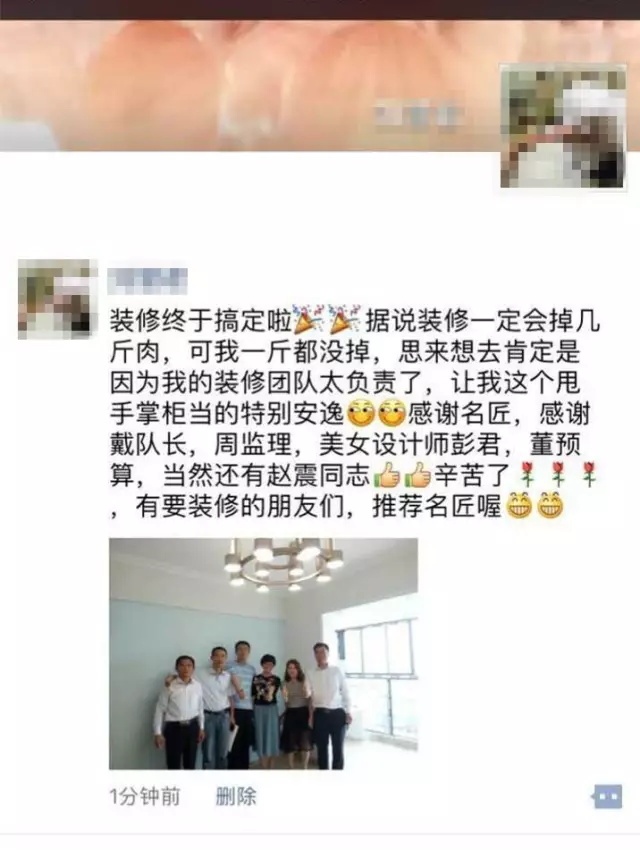 装修终于搞定啦🎉🎉据说装修一定会掉几
斤肉，可我一斤都没掉，思来想去肯定是
因为我的装修团队太负责了，让我这个甩
手掌柜当的特别安逸🤭🤭感谢名匠，感谢
戴队长，周监理，美女设计师彭君，董预
算，当然还有赵震同志👍👍辛苦了🌹🌹🌹
，有要装修的朋友们，推荐名匠喔😁😁
1分钟前 删除